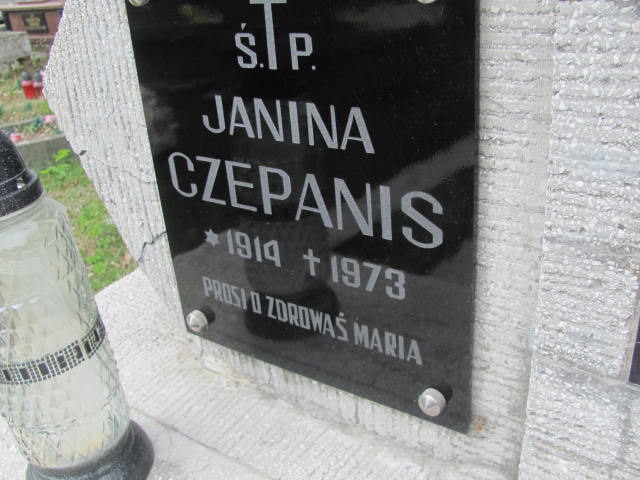 Ś.†P.
JANINA
CZEPANIS
* 1914 † 1973
PROSI O ZDROWAŚ MARIA